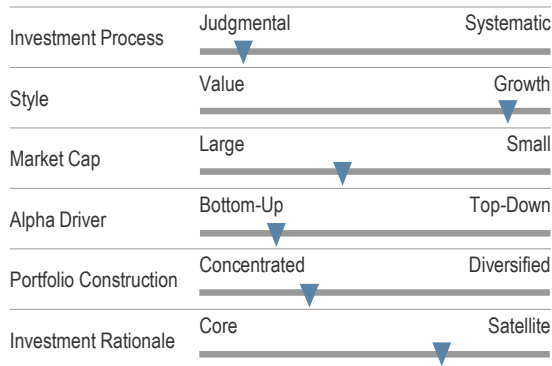 Investment Process
Judgmental Systematic
Style
Value Growth
Market Cap
Large Small
Alpha Driver
Bottom-Up Top-Down
Portfolio Construction
Concentrated Diversified
Investment Rationale
Core Satellite